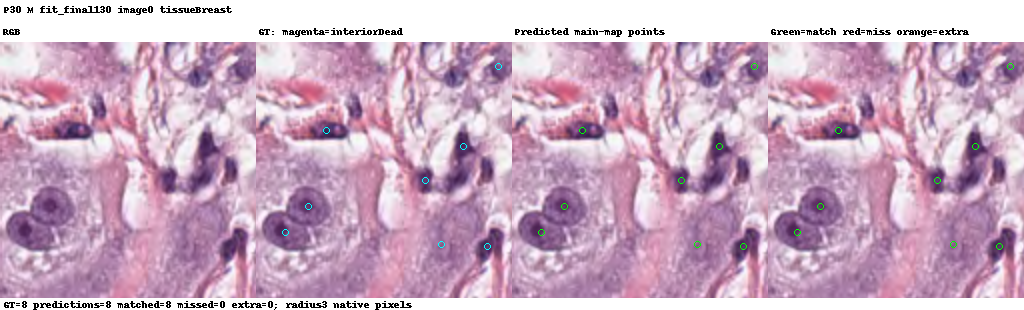 P30 M fit_final130 image0 tissueBreast
RGB
GT: magenta=interiorDead
Predicted main-map points
Green=match red=miss orange=extra
GT=8 predictions=8 matched=8 missed=0 extra=0; radius3 native pixels